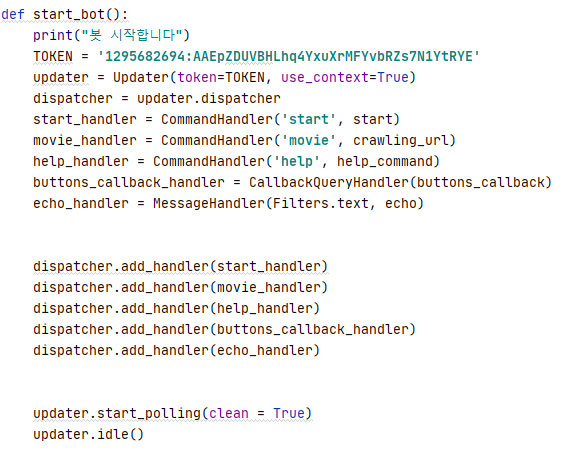 def start_bot():
    print("봇 시작합니다")
    TOKEN = '1295682694:AAEpZDUVBHLhq4YxuXrMFYvbRZs7N1YtRYE'
    updater = Updater(token=TOKEN, use_context=True)
    dispatcher = updater.dispatcher
    start_handler = CommandHandler('start', start)
    movie_handler = CommandHandler('movie', crawling_url)
    help_handler = CommandHandler('help', help_command)
    buttons_callback_handler = CallbackQueryHandler(buttons_callback)
    echo_handler = MessageHandler(Filters.text, echo)
    dispatcher.add_handler(start_handler)
    dispatcher.add_handler(movie_handler)
    dispatcher.add_handler(help_handler)
    dispatcher.add_handler(buttons_callback_handler)
    dispatcher.add_handler(echo_handler)
    updater.start_polling(clean = True)
    updater.idle()